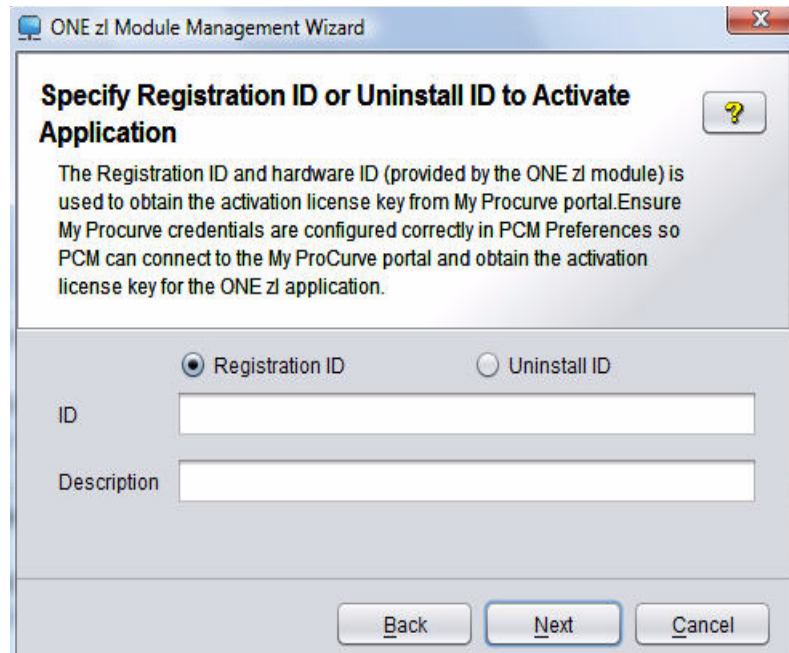 ONE zl Module Management Wizard
Specify Registration ID or Uninstall ID to Activate
Application
The Registration ID and hardware ID (provided by the ONE zl module) is
used to obtain the activation license key from My Procurve portal.Ensure
My Procurve credentials are configured correctly in PCM Preferences so
PCM can connect to the My ProCurve portal and obtain the activation
license key for the ONE zl application.
Registration ID Uninstall ID
ID
Description
Back Next Cancel